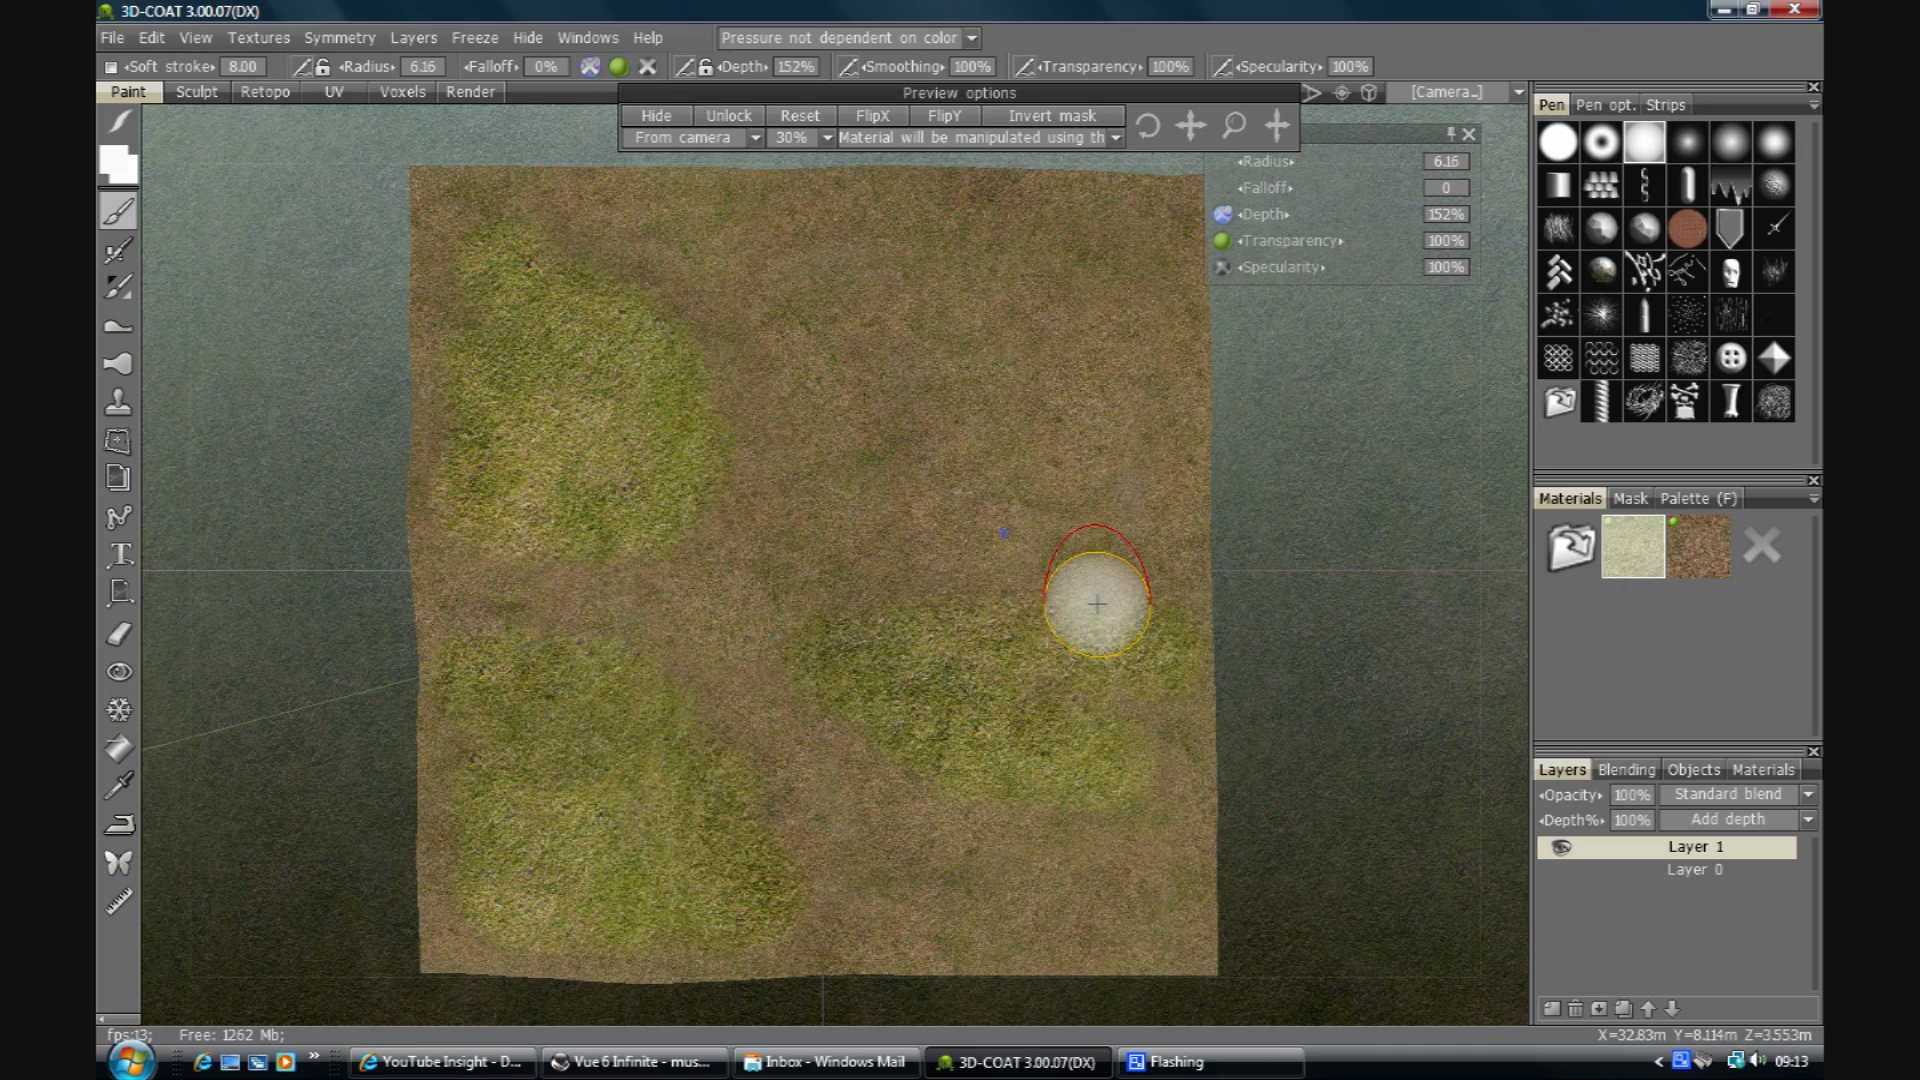 3D-COAT 3.00.07(DX)
File Edit View Textures Symmetry Layers Freeze Hide Windows Help Pressure not dependent on color
Soft stroke 8.00 Radius 6.16 Falloff 0% Depth 152% Smoothing 100% Transparency 100% Specularity 100%
Paint Sculpt Retopo UV Voxels Render [Camera..]
Preview options
Hide Unlock Reset FlipX FlipY Invert mask
From camera 30% Material will be manipulated using th
Radius 6.16
Falloff 0
Depth 152%
Transparency 100%
Specularity 100%
Y
Pen Pen opt. Strips
Materials Mask Palette (F)
Layers Blending Objects Materials
Opacity 100% Standard blend
Depth% 100% Add depth
Layer 1
Layer 0
fps:13; Free: 1262 Mb; X=32.83m Y=8.114m Z=3.553m
YouTube Insight - D... Vue 6 Infinite - mus... Inbox - Windows Mail 3D-COAT 3.00.07(DX) Flashing 09:13